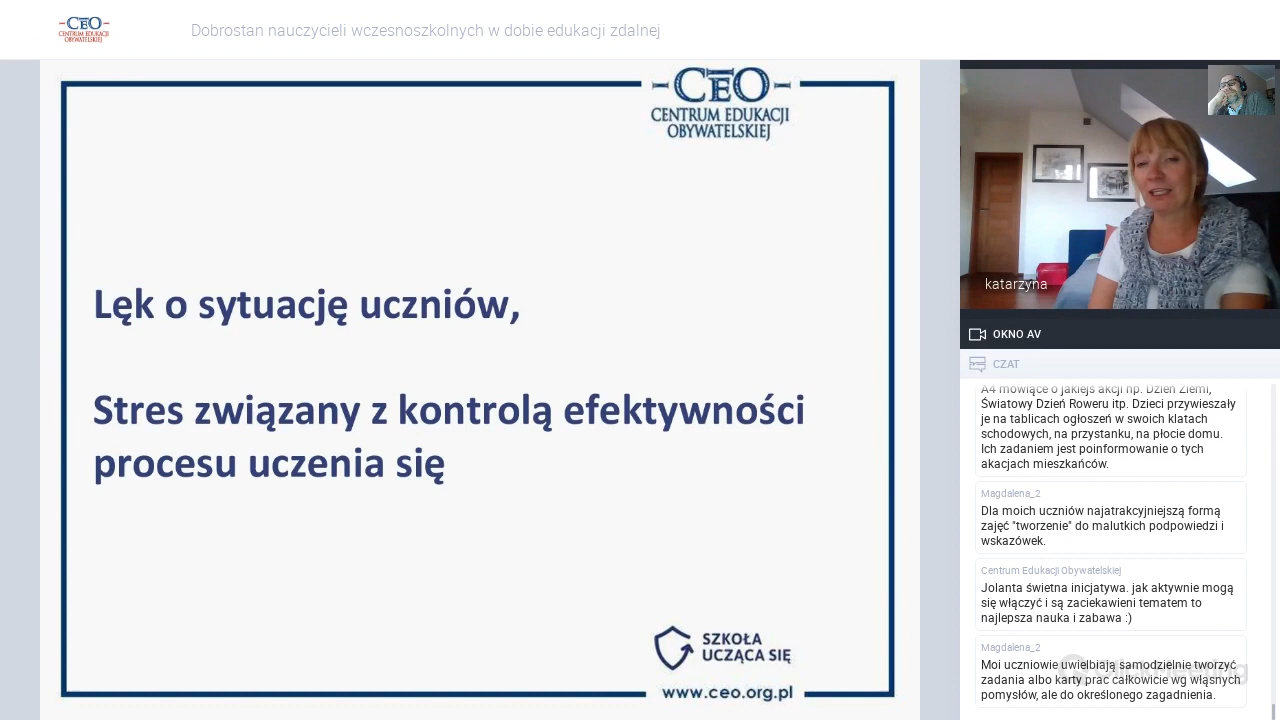 CEO
CENTRUM EDUKACJI
OBYWATELSKIEJ
Dobrostan nauczycieli wczesnoszkolnych w dobie edukacji zdalnej
CEO
CENTRUM EDUKACJI
OBYWATELSKIEJ
Lęk o sytuację uczniów,
Stres związany z kontrolą efektywności
procesu uczenia się
SZKOŁA
UCZĄCA SIĘ
www.ceo.org.pl
katarzyna
OKNO AV
CZAT
A4 mówiące o jakiejś akcji np. Dzień Ziemi,
Światowy Dzień Roweru itp. Dzieci przywieszały
je na tablicach ogłoszeń w swoich klatach
schodowych, na przystanku, na płocie domu.
Ich zadaniem jest poinformowanie o tych
akacjach mieszkańców.
Magdalena_2
Dla moich uczniów najatrakcyjniejszą formą
zajęć "tworzenie" do malutkich podpowiedzi i
wskazówek.
Centrum Edukacji Obywatelskiej
Jolanta świetna inicjatywa. jak aktywnie mogą
się włączyć i są zaciekawieni tematem to
najlepsza nauka i zabawa :)
Magdalena_2
Moi uczniowie uwielbiają samodzielnie tworzyć
zadania albo karty prac całkowicie wg własnych
pomysłów, ale do określonego zagadnienia.